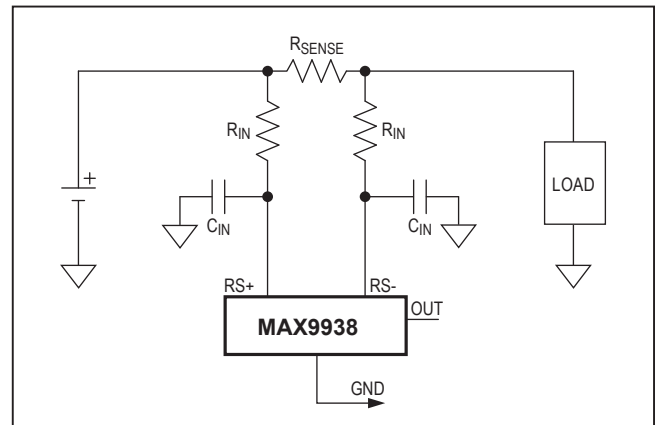 RSENSE
RIN
RIN
+
LOAD
CIN
CIN
RS+
RS-
OUT
MAX9938
GND